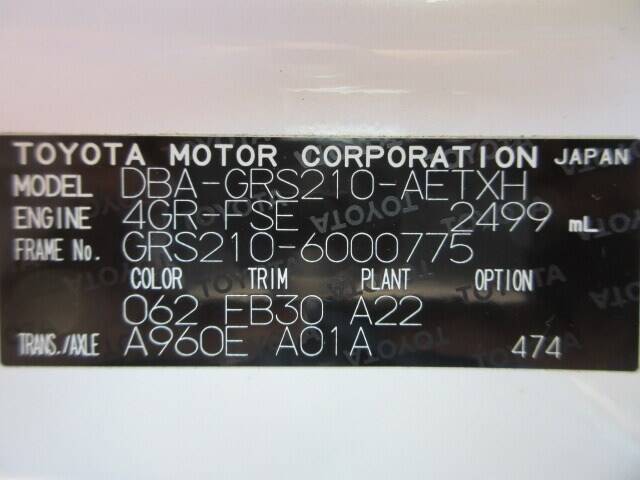 TOYOTA MOTOR CORPORATION JAPAN
MODEL DBA-GRS210-AETXH
ENGINE 4GR-FSE 2499 mL
FRAME No. GRS210-6000775
COLOR TRIM PLANT OPTION
062 FB30 A22
TRANS./AXLE A960E A01A 474